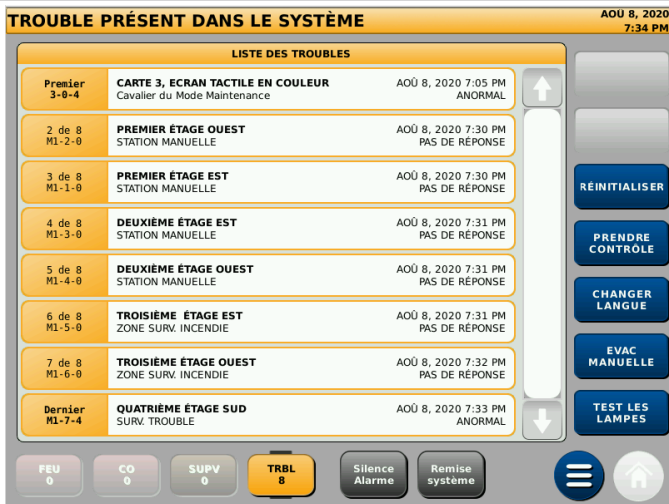 TROUBLE PRÉSENT DANS LE SYSTÈME
AOÛ 8, 2020
7:34 PM
LISTE DES TROUBLES
Premier
3-0-4
CARTE 3, ECRAN TACTILE EN COULEUR
Cavalier du Mode Maintenance
AOÛ 8, 2020 7:05 PM
ANORMAL
2 de 8
M1-2-0
PREMIER ÉTAGE OUEST
STATION MANUELLE
AOÛ 8, 2020 7:30 PM
PAS DE RÉPONSE
3 de 8
M1-1-0
PREMIER ÉTAGE EST
STATION MANUELLE
AOÛ 8, 2020 7:30 PM
PAS DE RÉPONSE
4 de 8
M1-3-0
DEUXIÈME ÉTAGE EST
STATION MANUELLE
AOÛ 8, 2020 7:31 PM
PAS DE RÉPONSE
5 de 8
M1-4-0
DEUXIÈME ÉTAGE OUEST
STATION MANUELLE
AOÛ 8, 2020 7:31 PM
PAS DE RÉPONSE
6 de 8
M1-5-0
TROISIÈME ÉTAGE EST
ZONE SURV. INCENDIE
AOÛ 8, 2020 7:31 PM
PAS DE RÉPONSE
7 de 8
M1-6-0
TROISIÈME ÉTAGE OUEST
ZONE SURV. INCENDIE
AOÛ 8, 2020 7:32 PM
PAS DE RÉPONSE
Dernier
M1-7-4
QUATRIÈME ÉTAGE SUD
SURV. TROUBLE
AOÛ 8, 2020 7:33 PM
ANORMAL
RÉINITIALISER
PRENDRE
CONTRÔLE
CHANGER
LANGUE
EVAC
MANUELLE
TEST LES
LAMPES
FEU
0
CO
0
SUPV
0
TRBL
8
Silence
Alarme
Remise
système